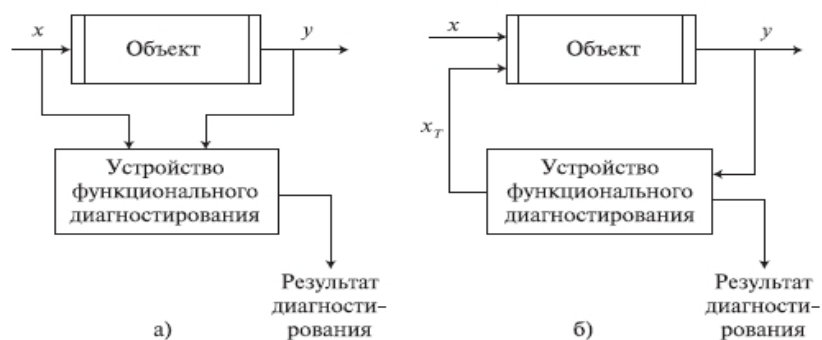 x
Объект
y
Устройство
функционального
диагностирования
Результат
диагности-
рования
а)
x
Объект
y
x_T
Устройство
функционального
диагностирования
Результат
диагности-
рования
б)